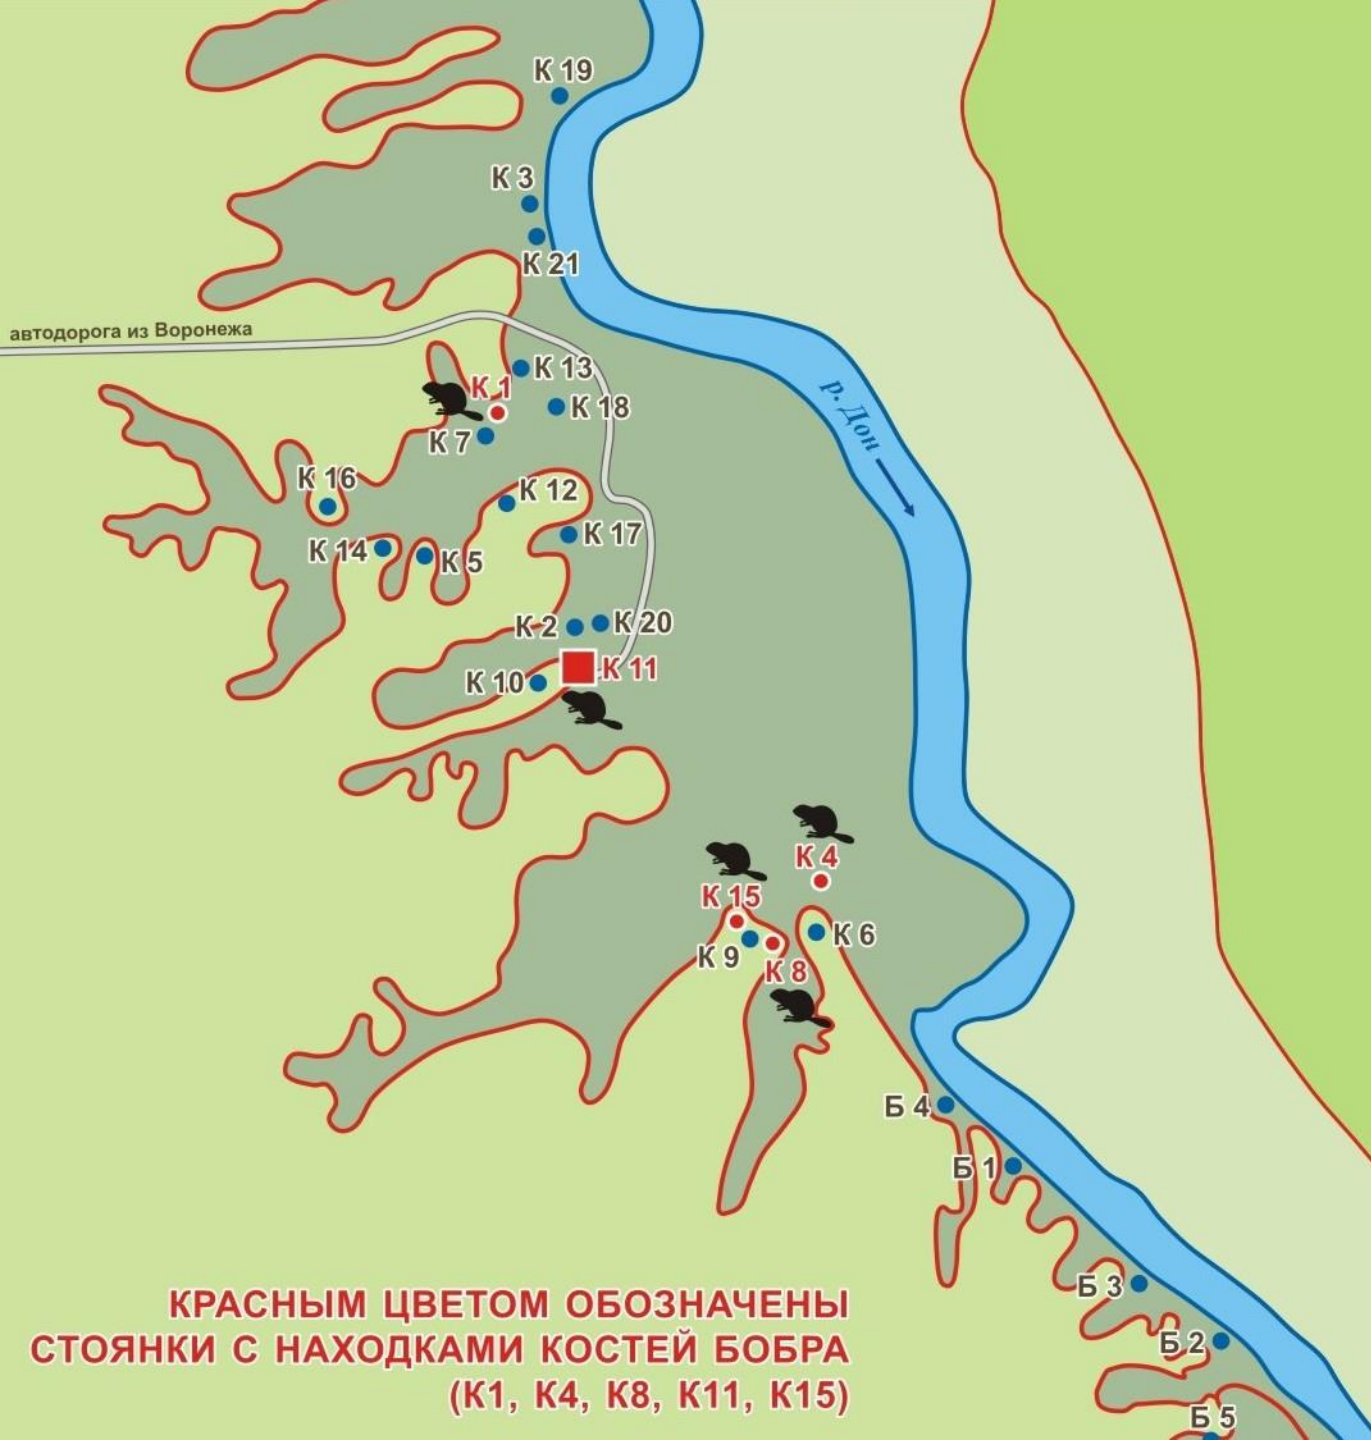 К 19
К 3
К 21
автодорога из Воронежа
К 13
К 1
К 18
р. Дон
К 7
К 16
К 12
К 17
К 14
К 5
К 2
К 20
К 11
К 10
К 4
К 15
К 6
К 9
К 8
Б 4
Б 1
Б 3
КРАСНЫМ ЦВЕТОМ ОБОЗНАЧЕНЫ
СТОЯНКИ С НАХОДКАМИ КОСТЕЙ БОБРА
(К1, К4, К8, К11, К15)
Б 2
Б 5